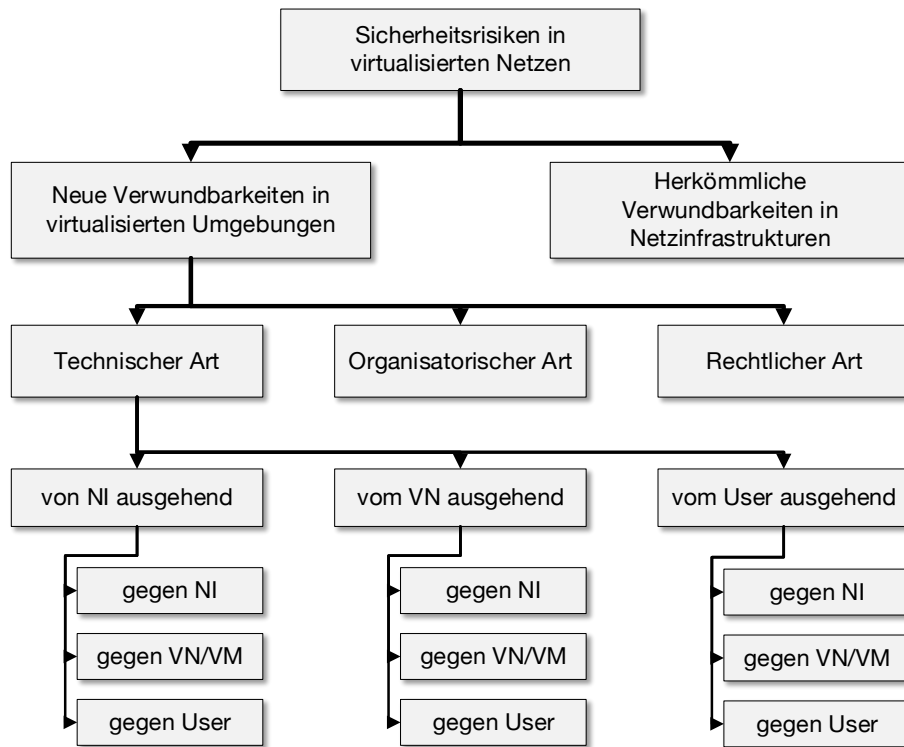 Sicherheitsrisiken in
virtualisierten Netzen
Neue Verwundbarkeiten in
virtualisierten Umgebungen
Herkömmliche
Verwundbarkeiten in
Netzinfrastrukturen
Technischer Art
Organisatorischer Art
Rechtlicher Art
von NI ausgehend
vom VN ausgehend
vom User ausgehend
gegen NI
gegen VN/VM
gegen User
gegen NI
gegen VN/VM
gegen User
gegen NI
gegen VN/VM
gegen User